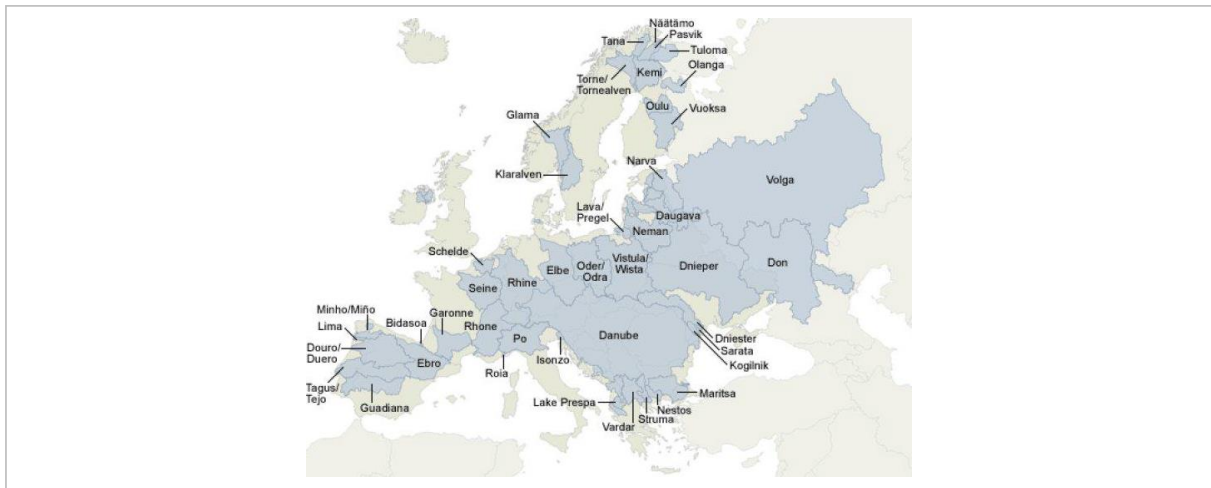 Näätämo
Pasvik
Tana
Tuloma
Olanga
Kemi
Torne/
Tornealven
Oulu
Vuoksa
Glama
Narva
Klaralven
Volga
Lava/
Pregel
Daugava
Neman
Schelde
Elbe
Oder/
Odra
Vistula/
Wista
Dnieper
Don
Seine
Rhine
Minho/Miño
Garonne
Lima
Bidasoa
Rhone
Po
Danube
Dniester
Sarata
Kogilnik
Douro/
Duero
Ebro
Isonzo
Roia
Tagus/
Tejo
Guadiana
Lake Prespa
Maritsa
Nestos
Struma
Vardar